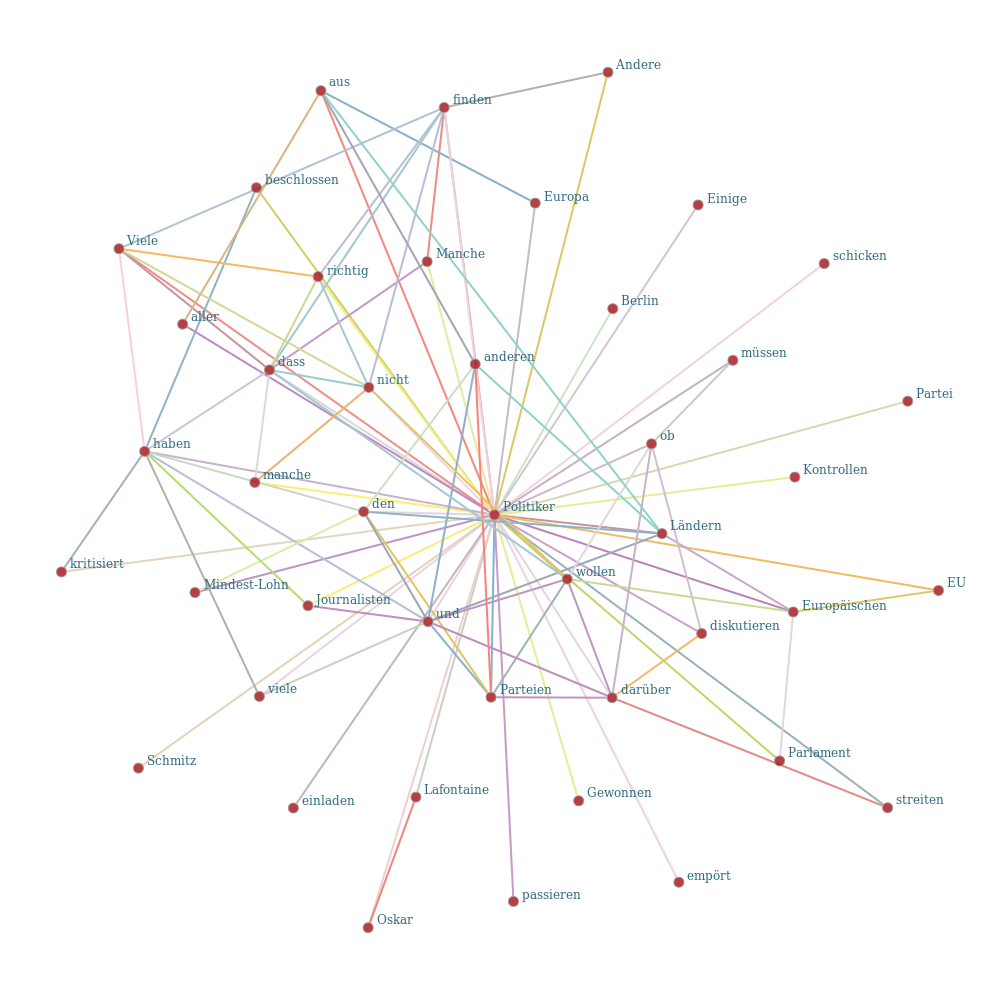 Andere
aus
finden
beschlossen
Europa
Einige
Viele
Manche
schicken
richtig
Berlin
aller
müssen
anderen
dass
nicht
Partei
ob
haben
Kontrollen
manche
den
Politiker
Ländern
kritisiert
wollen
EU
Mindest-Lohn
Journalisten
Europäischen
und
diskutieren
viele
Parteien
darüber
Parlament
Schmitz
Lafontaine
Gewonnen
einladen
streiten
empört
passieren
Oskar